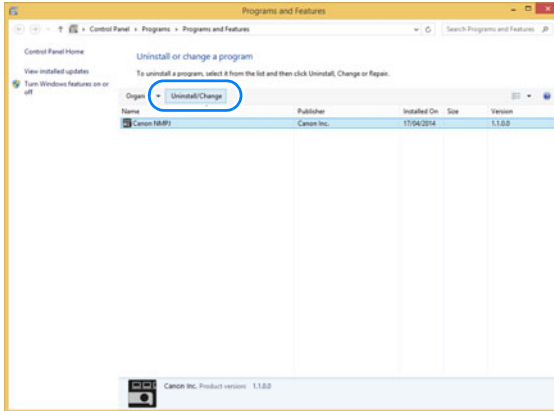 Programs and Features
Control Panel › Programs › Programs and Features
Search Programs and Features
Control Panel Home
View installed updates
Turn Windows features on or off
Uninstall or change a program
To uninstall a program, select it from the list and then click Uninstall, Change or Repair.
Organi Uninstall/Change
Name Publisher Installed On Size Version
Canon NMPJ Canon Inc. 17/04/2014 1.1.0.0
Canon Inc. Product version: 1.1.0.0